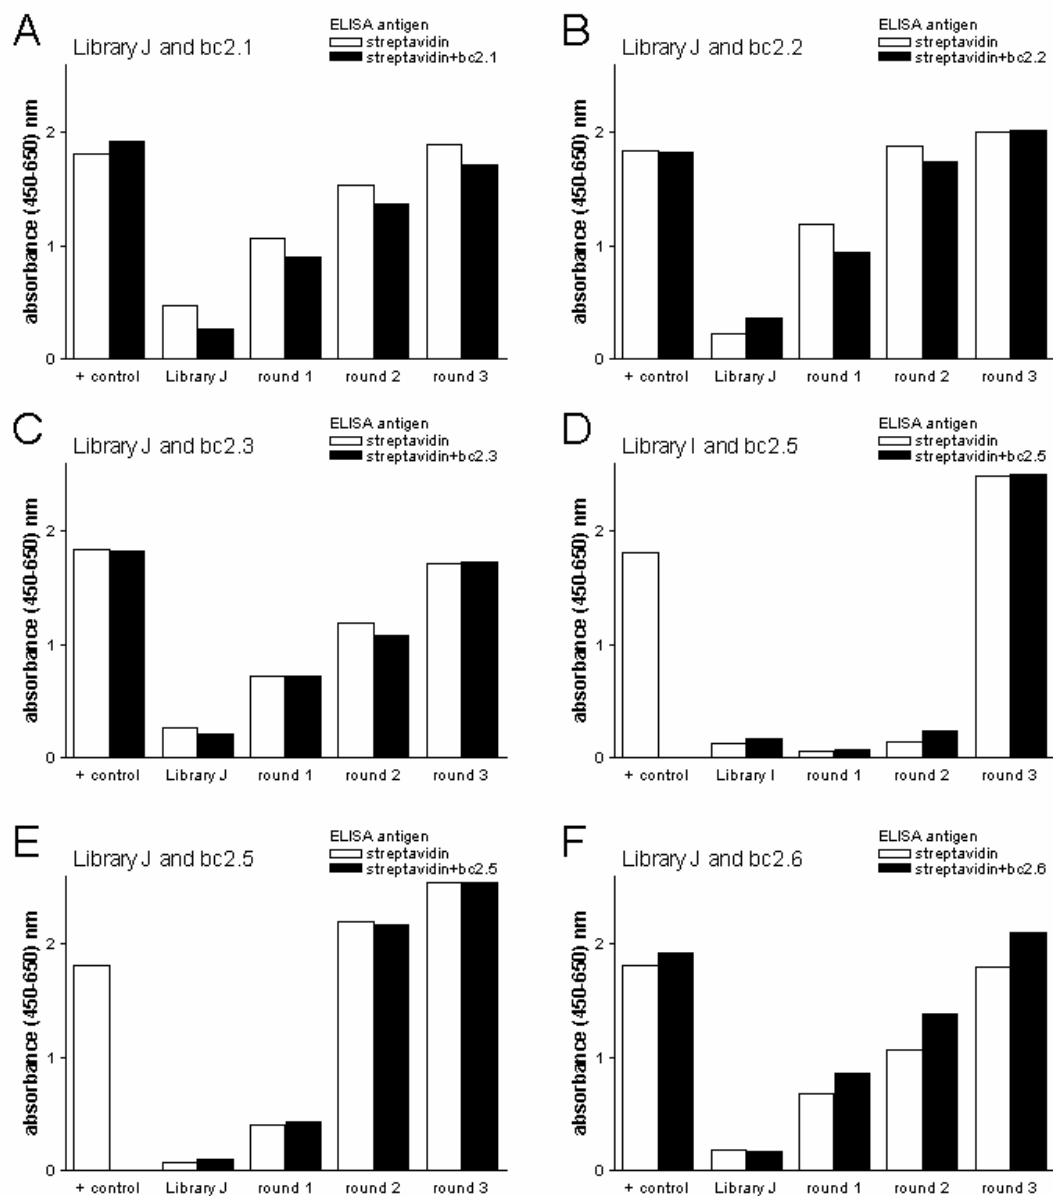 A
Library J and bc2.1
ELISA antigen
streptavidin
streptavidin+bc2.1
absorbance (450-650) nm
2
1
0
+ control Library J round 1 round 2 round 3
B
Library J and bc2.2
ELISA antigen
streptavidin
streptavidin+bc2.2
absorbance (450-650) nm
2
1
0
+ control Library J round 1 round 2 round 3
C
Library J and bc2.3
ELISA antigen
streptavidin
streptavidin+bc2.3
absorbance (450-650) nm
2
1
0
+ control Library J round 1 round 2 round 3
D
Library I and bc2.5
ELISA antigen
streptavidin
streptavidin+bc2.5
absorbance (450-650) nm
2
1
0
+ control Library I round 1 round 2 round 3
E
Library J and bc2.5
ELISA antigen
streptavidin
streptavidin+bc2.5
absorbance (450-650) nm
2
1
0
+ control Library J round 1 round 2 round 3
F
Library J and bc2.6
ELISA antigen
streptavidin
streptavidin+bc2.6
absorbance (450-650) nm
2
1
0
+ control Library J round 1 round 2 round 3